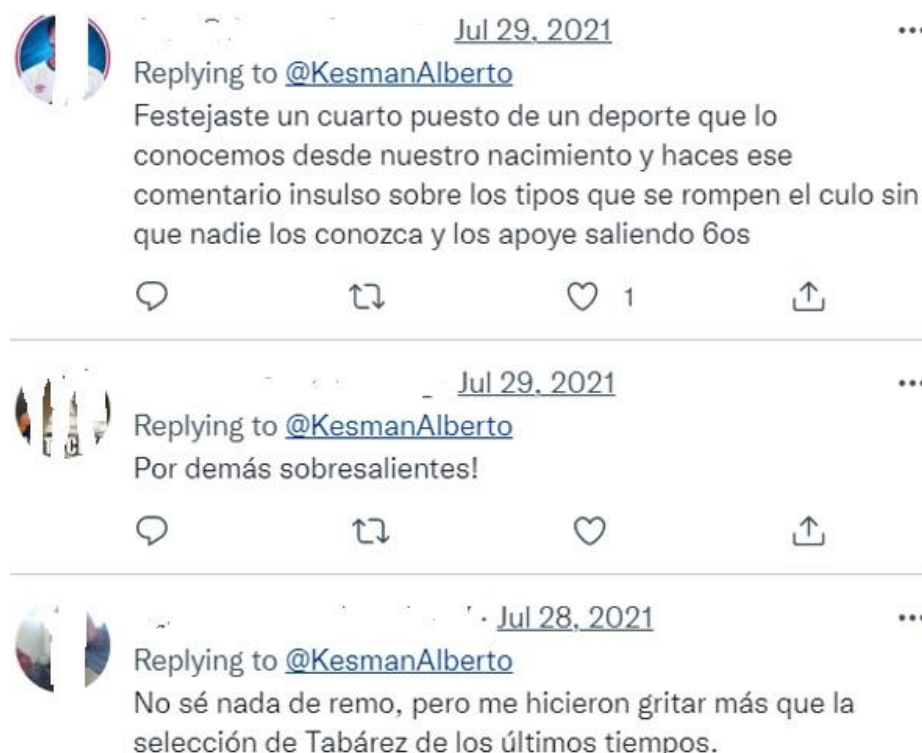 Jul 29, 2021
Replying to @KesmanAlberto
Festejaste un cuarto puesto de un deporte que lo
conocemos desde nuestro nacimiento y haces ese
comentario insulso sobre los tipos que se rompen el culo sin
que nadie los conozca y los apoye saliendo 6os
1
Jul 29, 2021
Replying to @KesmanAlberto
Por demás sobresalientes!
· Jul 28, 2021
Replying to @KesmanAlberto
No sé nada de remo, pero me hicieron gritar más que la
selección de Tabárez de los últimos tiempos.